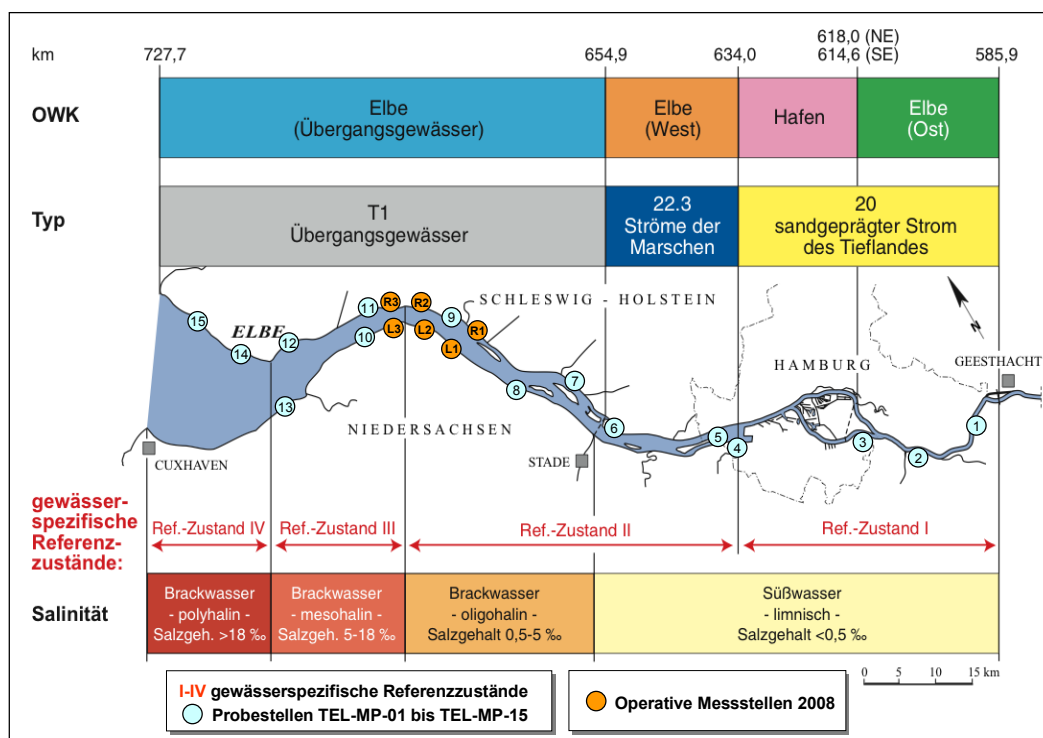 618,0 (NE)
km 727,7 654,9 634,0 614,6 (SE) 585,9
OWK
Elbe
(Übergangsgewässer)
Elbe
(West)
Hafen
Elbe
(Ost)
Typ
T1
Übergangsgewässer
22.3
Ströme der
Marschen
20
sandgeprägter Strom
des Tieflandes
15
14
ELBE
12
13
11
10
R3
L3
R2
L2
9
L1
R1
SCHLESWIG - HOLSTEIN
8
7
6
5
4
HAMBURG
3
2
1
GEESTHACHT
N
NIEDERSACHSEN
STADE
CUXHAVEN
gewässer-
spezifische
Referenz-
zustände:
Ref.-Zustand IV
Ref.-Zustand III
Ref.-Zustand II
Ref.-Zustand I
Salinität
Brackwasser
- polyhalin -
Salzgeh. >18 ‰
Brackwasser
- mesohalin -
Salzgeh. 5-18 ‰
Brackwasser
- oligohalin -
Salzgehalt 0,5-5 ‰
Süßwasser
- limnisch -
Salzgehalt <0,5 ‰
0 5 10 15 km
I-IV gewässerspezifische Referenzzustände
Probestellen TEL-MP-01 bis TEL-MP-15
Operative Messstellen 2008